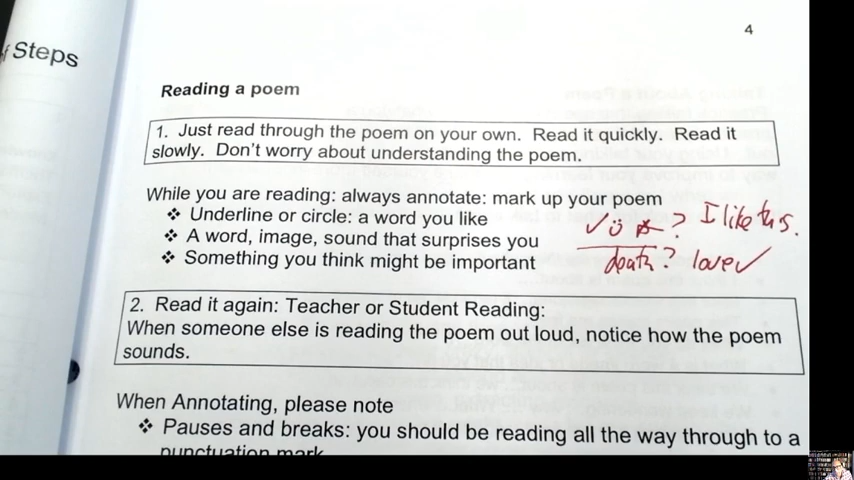 4
Steps
Reading a poem
1. Just read through the poem on your own. Read it quickly. Read it
slowly. Don't worry about understanding the poem.
While you are reading: always annotate: mark up your poem
❖ Underline or circle: a word you like
❖ A word, image, sound that surprises you
❖ Something you think might be important
✓ ☺ ☆ ? I like this.
death? love ✓
2. Read it again: Teacher or Student Reading:
When someone else is reading the poem out loud, notice how the poem
sounds.
When Annotating, please note
❖ Pauses and breaks: you should be reading all the way through to a
punctuation mark